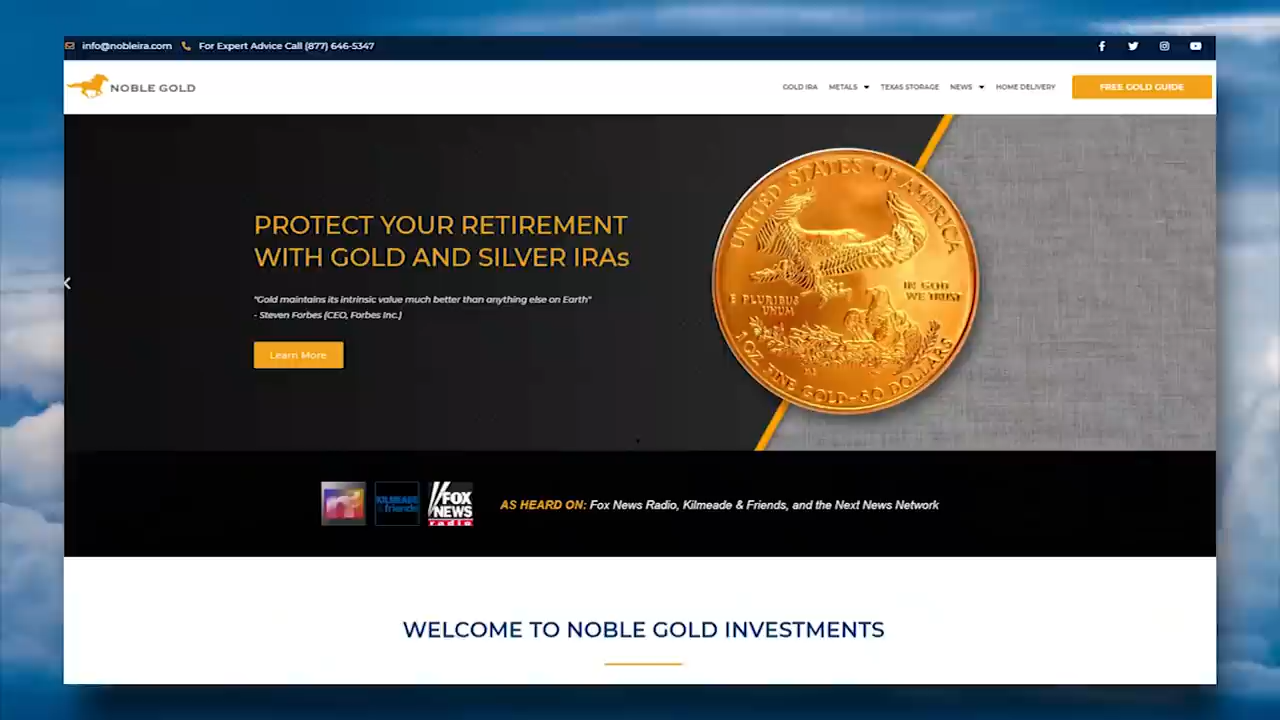 info@nobleira.com For Expert Advice Call (877) 646-5347
NOBLE GOLD
GOLD IRA METALS TEXAS STORAGE NEWS HOME DELIVERY FREE GOLD GUIDE
PROTECT YOUR RETIREMENT
WITH GOLD AND SILVER IRAs
"Gold maintains its intrinsic value much better than anything else on Earth"
- Steven Forbes (CEO, Forbes Inc.)
Learn More
UNITED STATES OF AMERICA
IN GOD
WE TRUST
E PLURIBUS
UNUM
1 OZ. FINE GOLD-50 DOLLARS
KILMEADE
&friends
FOX
NEWS
radio
AS HEARD ON: Fox News Radio, Kilmeade & Friends, and the Next News Network
WELCOME TO NOBLE GOLD INVESTMENTS